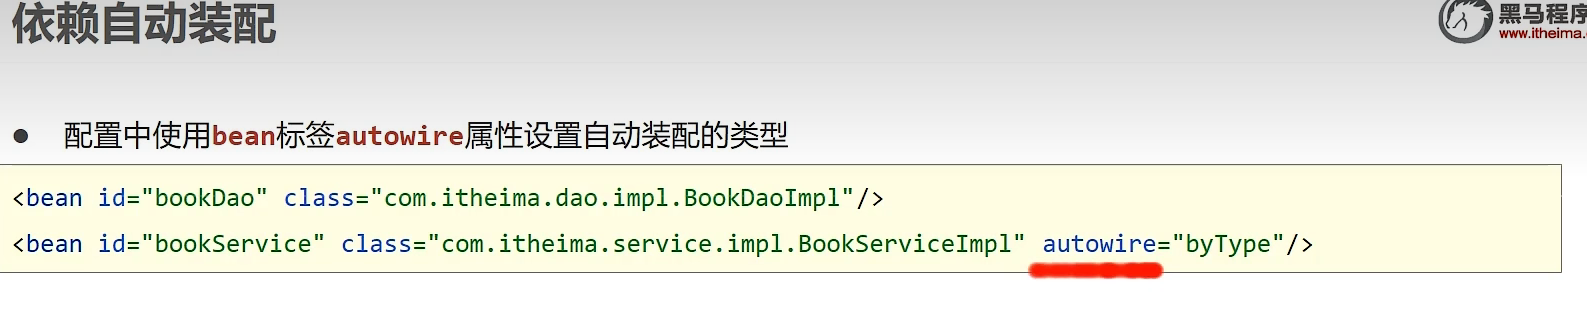 依赖自动装配
黑马程序
www.itheima.
● 配置中使用bean标签autowire属性设置自动装配的类型
<bean id="bookDao" class="com.itheima.dao.impl.BookDaoImpl"/>
<bean id="bookService" class="com.itheima.service.impl.BookServiceImpl" autowire="byType"/>